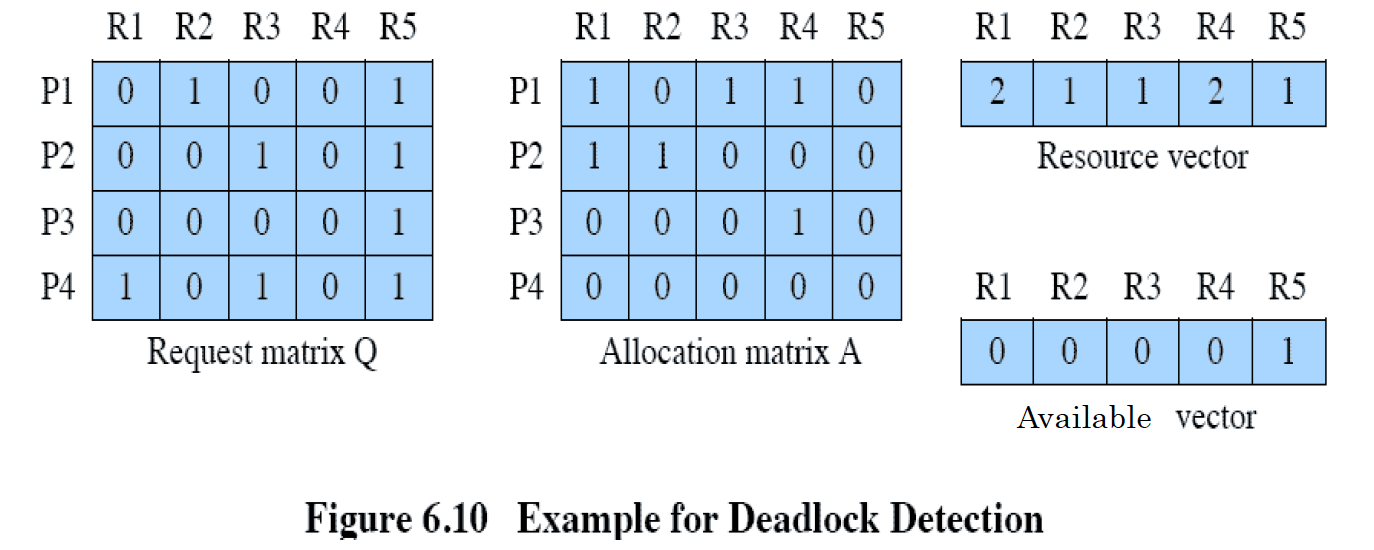 R1 R2 R3 R4 R5 R1 R2 R3 R4 R5 R1 R2 R3 R4 R5
P1 0 1 0 0 1 P1 1 0 1 1 0 2 1 1 2 1
P2 0 0 1 0 1 P2 1 1 0 0 0 Resource vector
P3 0 0 0 0 1 P3 0 0 0 1 0
P4 1 0 1 0 1 P4 0 0 0 0 0 R1 R2 R3 R4 R5
Request matrix Q Allocation matrix A 0 0 0 0 1
Available vector
Figure 6.10 Example for Deadlock Detection